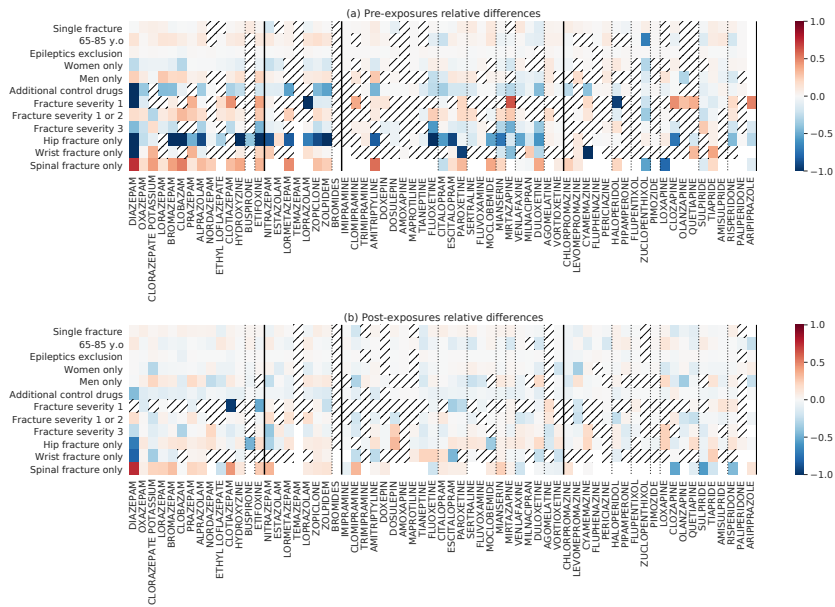 (a) Pre-exposures relative differences
Single fracture
65-85 y.o
Epileptics exclusion
Women only
Men only
Additional control drugs
Fracture severity 1
Fracture severity 1 or 2
Fracture severity 3
Hip fracture only
Wrist fracture only
Spinal fracture only
DIAZEPAM
OXAZEPAM
CLORAZEPATE POTASSIUM
LORAZEPAM
BROMAZEPAM
CLOBAZAM
PRAZEPAM
ALPRAZOLAM
NORDAZEPAM
ETHYL LOFLAZEPATE
CLOTIAZEPAM
HYDROXYZINE
BUSPIRONE
ETIFOXINE
NITRAZEPAM
ESTAZOLAM
LORMETAZEPAM
TEMAZEPAM
LOPRAZOLAM
ZOPICLONE
ZOLPIDEM
BROMIDES
IMIPRAMINE
CLOMIPRAMINE
TRIMIPRAMINE
AMITRIPTYLINE
DOXEPIN
DOSULEPIN
AMOXAPINE
MAPROTILINE
TIANEPTINE
FLUOXETINE
CITALOPRAM
ESCITALOPRAM
PAROXETINE
SERTRALINE
FLUVOXAMINE
MOCLOBEMIDE
MIANSERIN
MIRTAZAPINE
VENLAFAXINE
MILNACIPRAN
DULOXETINE
AGOMELATINE
VORTIOXETINE
CHLORPROMAZINE
LEVOMEPROMAZINE
CYAMEMAZINE
FLUPHENAZINE
PERICIAZINE
HALOPERIDOL
PIPAMPERONE
FLUPENTIXOL
ZUCLOPENTHIXOL
PIMOZIDE
LOXAPINE
CLOZAPINE
OLANZAPINE
QUETIAPINE
SULPIRIDE
TIAPRIDE
AMISULPRIDE
RISPERIDONE
PALIPERIDONE
ARIPIPRAZOLE
1.0
0.5
0.0
−0.5
−1.0
(b) Post-exposures relative differences
Single fracture
65-85 y.o
Epileptics exclusion
Women only
Men only
Additional control drugs
Fracture severity 1
Fracture severity 1 or 2
Fracture severity 3
Hip fracture only
Wrist fracture only
Spinal fracture only
DIAZEPAM
OXAZEPAM
CLORAZEPATE POTASSIUM
LORAZEPAM
BROMAZEPAM
CLOBAZAM
PRAZEPAM
ALPRAZOLAM
NORDAZEPAM
ETHYL LOFLAZEPATE
CLOTIAZEPAM
HYDROXYZINE
BUSPIRONE
ETIFOXINE
NITRAZEPAM
ESTAZOLAM
LORMETAZEPAM
TEMAZEPAM
LOPRAZOLAM
ZOPICLONE
ZOLPIDEM
BROMIDES
IMIPRAMINE
CLOMIPRAMINE
TRIMIPRAMINE
AMITRIPTYLINE
DOXEPIN
DOSULEPIN
AMOXAPINE
MAPROTILINE
TIANEPTINE
FLUOXETINE
CITALOPRAM
ESCITALOPRAM
PAROXETINE
SERTRALINE
FLUVOXAMINE
MOCLOBEMIDE
MIANSERIN
MIRTAZAPINE
VENLAFAXINE
MILNACIPRAN
DULOXETINE
AGOMELATINE
VORTIOXETINE
CHLORPROMAZINE
LEVOMEPROMAZINE
CYAMEMAZINE
FLUPHENAZINE
PERICIAZINE
HALOPERIDOL
PIPAMPERONE
FLUPENTIXOL
ZUCLOPENTHIXOL
PIMOZIDE
LOXAPINE
CLOZAPINE
OLANZAPINE
QUETIAPINE
SULPIRIDE
TIAPRIDE
AMISULPRIDE
RISPERIDONE
PALIPERIDONE
ARIPIPRAZOLE
1.0
0.5
0.0
−0.5
−1.0